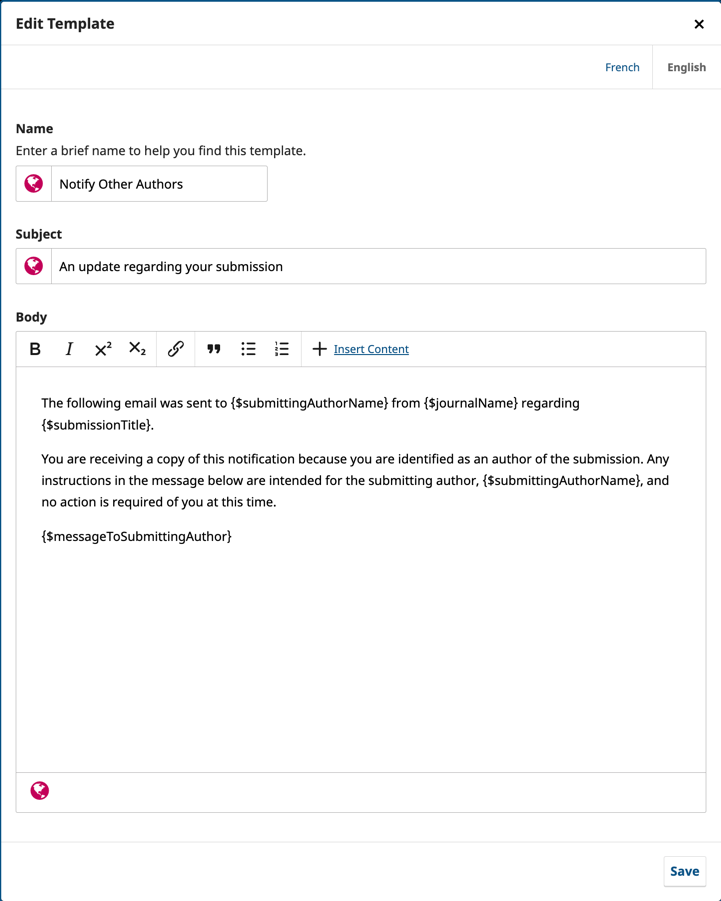 Edit Template
French
English
Name
Enter a brief name to help you find this template.
Notify Other Authors
Subject
An update regarding your submission
Body
B I X² X₂ Insert Content
The following email was sent to {$submittingAuthorName} from {$journalName} regarding
{$submissionTitle}.
You are receiving a copy of this notification because you are identified as an author of the submission. Any
instructions in the message below are intended for the submitting author, {$submittingAuthorName}, and
no action is required of you at this time.
{$messageToSubmittingAuthor}
Save